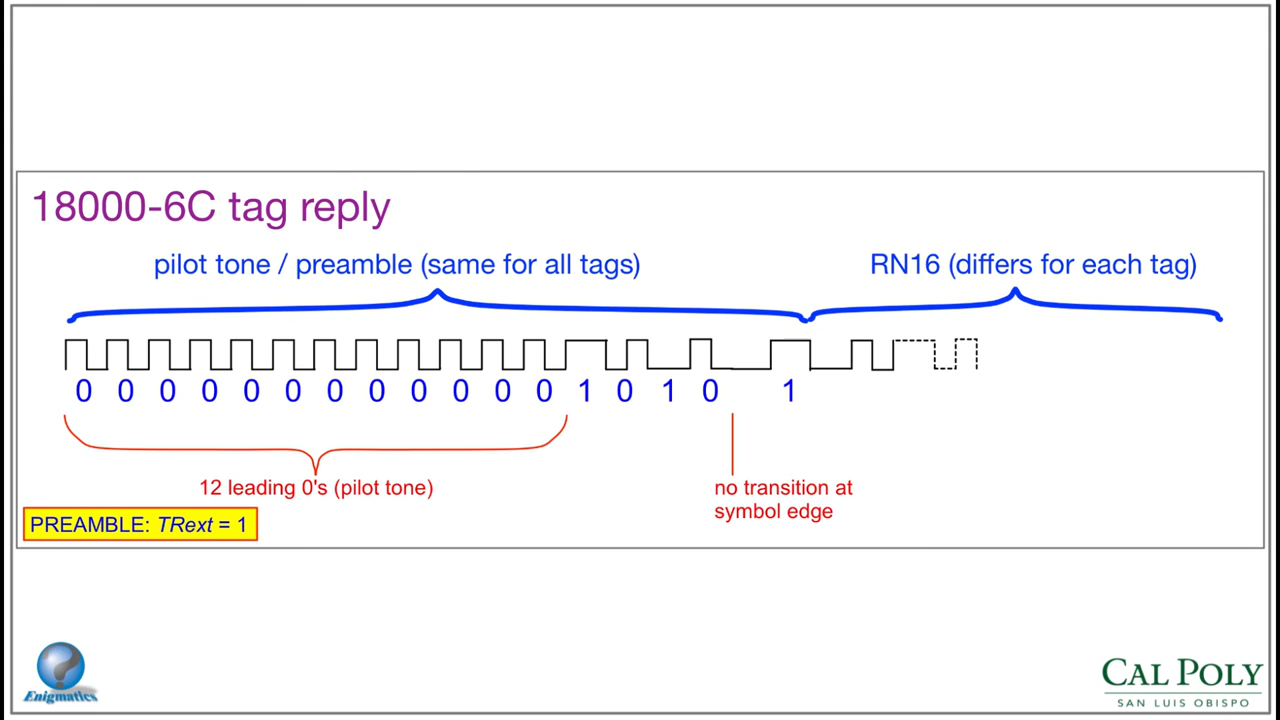 18000-6C tag reply
pilot tone / preamble (same for all tags)
RN16 (differs for each tag)
0 0 0 0 0 0 0 0 0 0 0 0 1 0 1 0 1
12 leading 0's (pilot tone)
no transition at
symbol edge
PREAMBLE: TRext = 1
Enigmatics
CAL POLY
SAN LUIS OBISPO